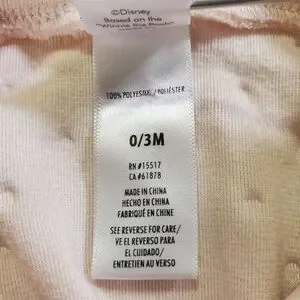 ©Disney
Based on the
"Winnie the Pooh"
100% POLYESTER / POLIÉSTER
0/3M
RN #15517
CA #61878
MADE IN CHINA
HECHO EN CHINA
FABRIQUÉ EN CHINE
SEE REVERSE FOR CARE/
VE EL REVERSO PARA
EL CUIDADO/
ENTRETIEN AU VERSO